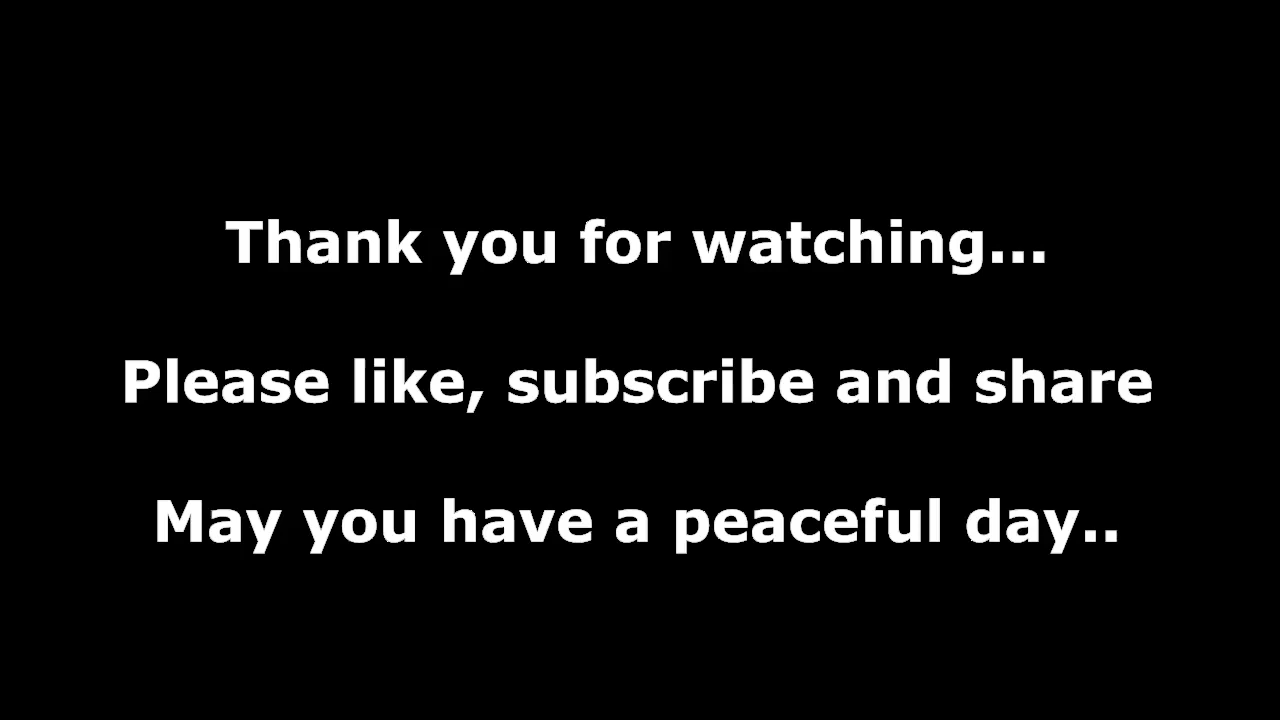 Thank you for watching...
Please like, subscribe and share
May you have a peaceful day..